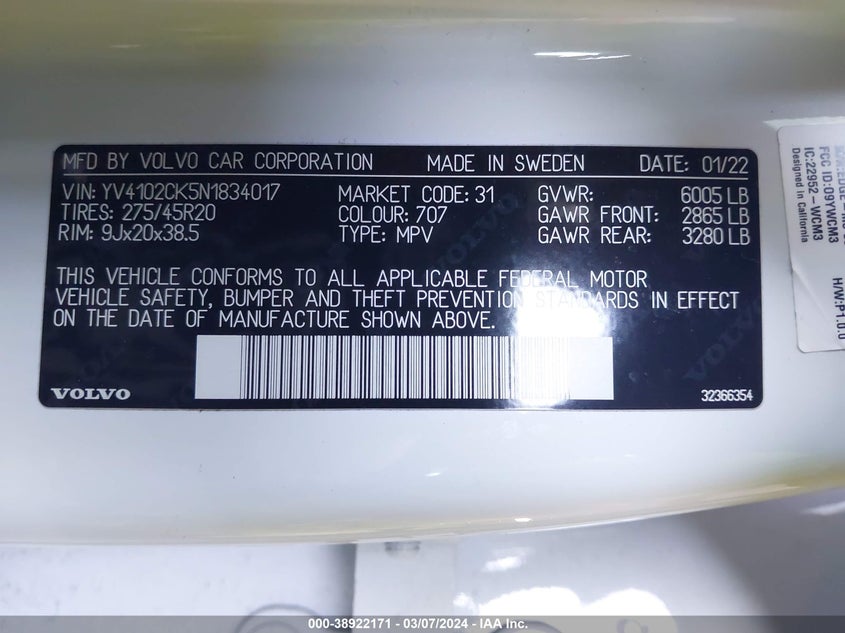 MFD BY VOLVO CAR CORPORATION MADE IN SWEDEN DATE: 01/22
VIN: YV4102CK5N1834017 MARKET CODE: 31 GVWR: 6005 LB
TIRES: 275/45R20 COLOUR: 707 GAWR FRONT: 2865 LB
RIM: 9Jx20x38.5 TYPE: MPV GAWR REAR: 3280 LB
THIS VEHICLE CONFORMS TO ALL APPLICABLE FEDERAL MOTOR
VEHICLE SAFETY, BUMPER AND THEFT PREVENTION STANDARDS IN EFFECT
ON THE DATE OF MANUFACTURE SHOWN ABOVE.
VOLVO
32366354
FCC ID:O9YWCM3
IC:22952-WCM3
Designed in California
H/W:P1.0.0
000-38922171 - 03/07/2024 - IAA Inc.